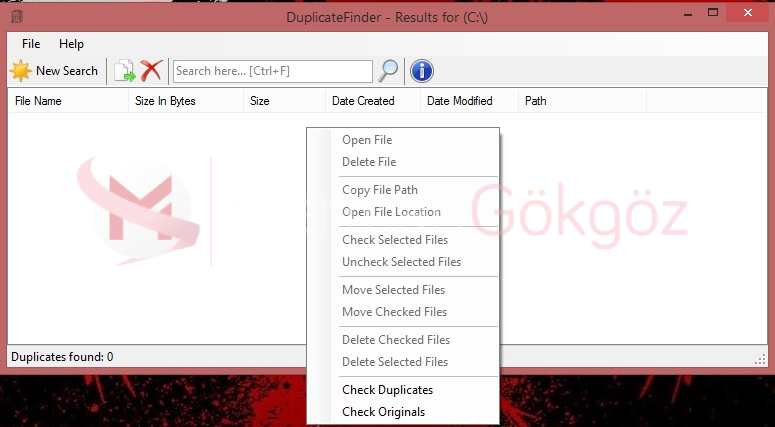 DuplicateFinder - Results for (C:\)
File Help
New Search Search here... [Ctrl+F]
File Name Size In Bytes Size Date Created Date Modified Path
Open File
Delete File
Copy File Path
Open File Location
Check Selected Files
Uncheck Selected Files
Move Selected Files
Move Checked Files
Delete Checked Files
Delete Selected Files
Check Duplicates
Check Originals
M
Gökgöz
Duplicates found: 0